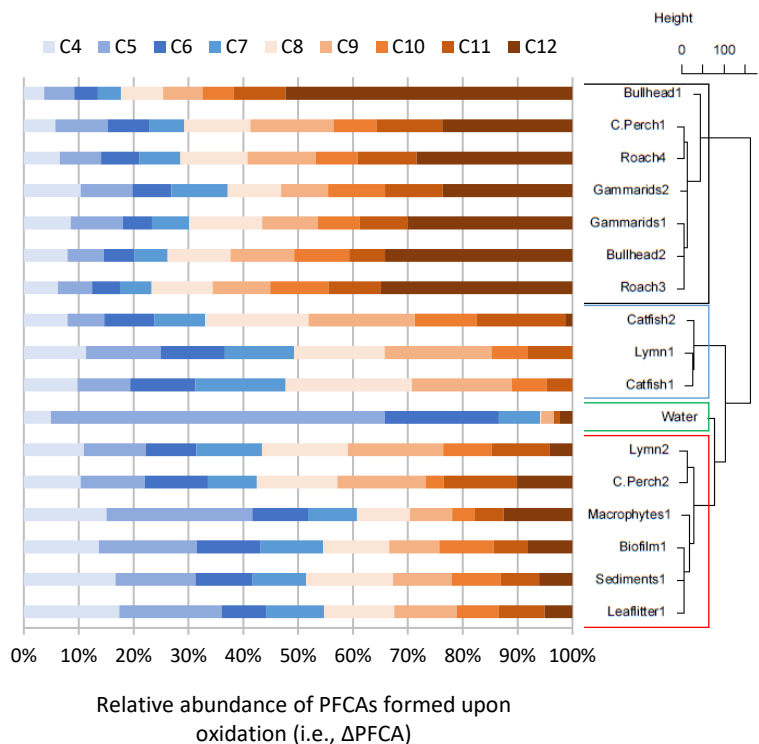 Height
0 100
C4 C5 C6 C7 C8 C9 C10 C11 C12
Bullhead1
C.Perch1
Roach4
Gammarids2
Gammarids1
Bullhead2
Roach3
Catfish2
Lymn1
Catfish1
Water
Lymn2
C.Perch2
Macrophytes1
Biofilm1
Sediments1
Leaflitter1
0% 10% 20% 30% 40% 50% 60% 70% 80% 90% 100%
Relative abundance of PFCAs formed upon
oxidation (i.e., ΔPFCA)